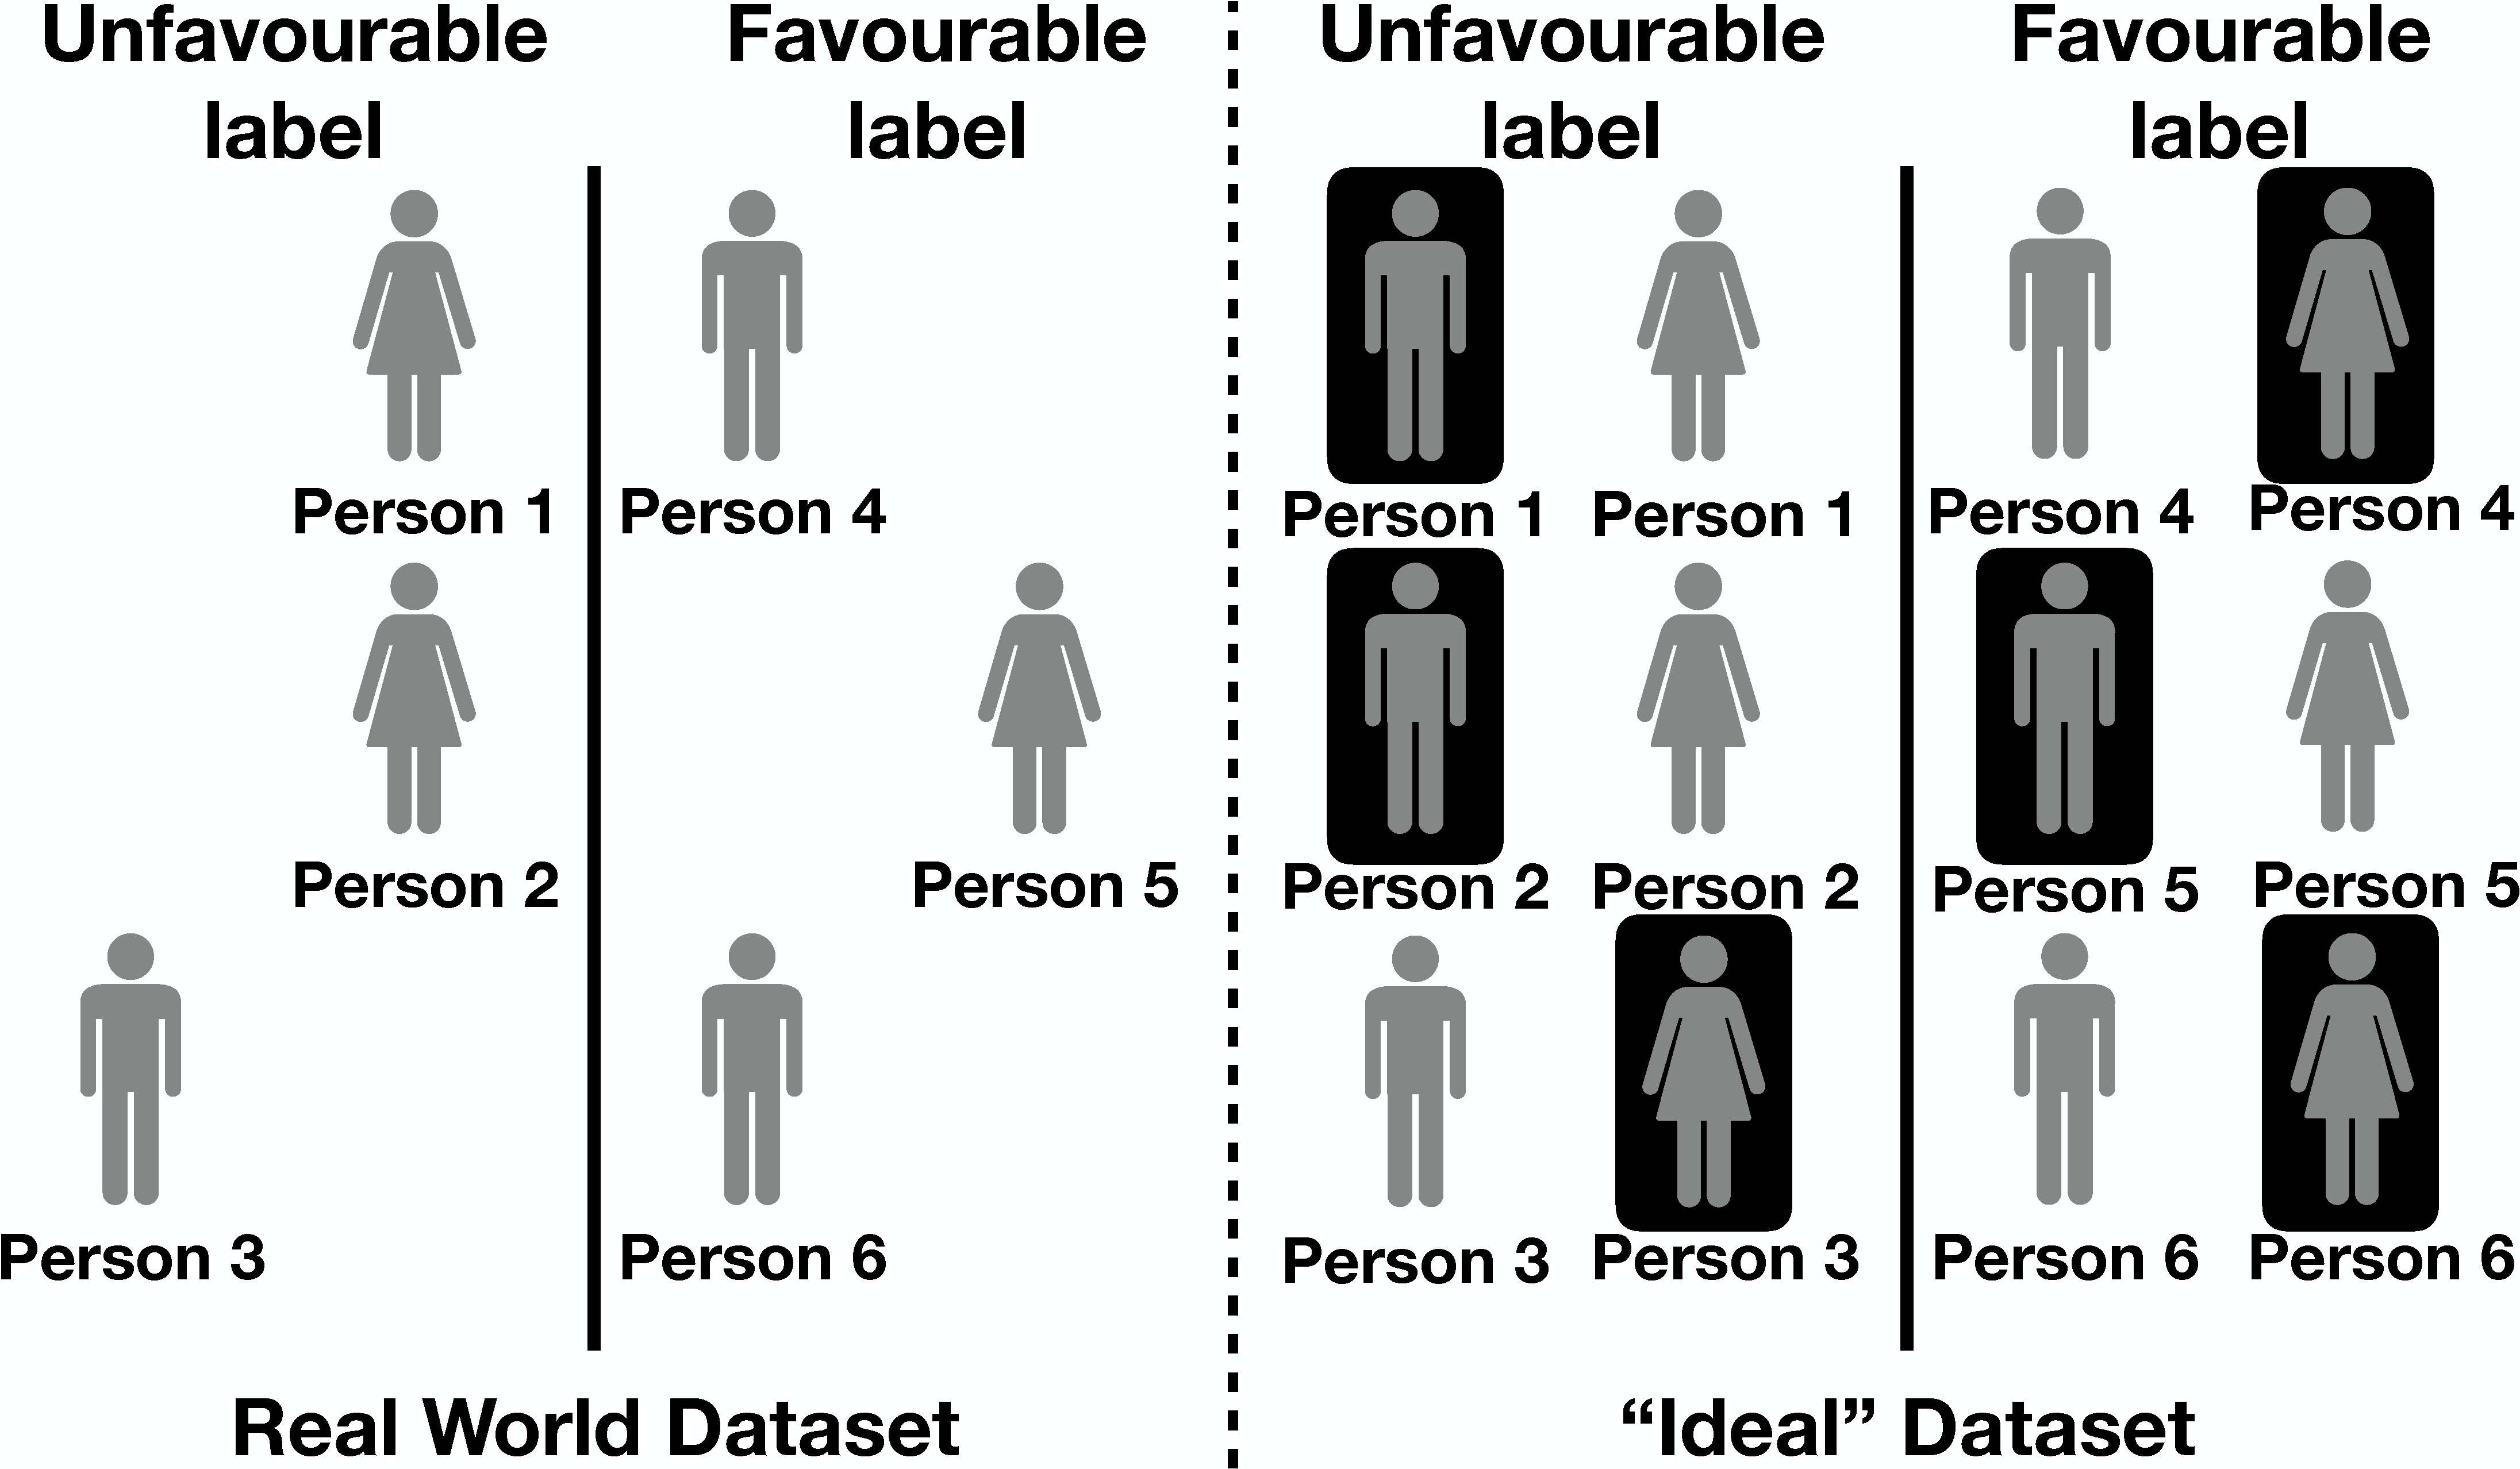 Unfavourable
label
Favourable
label
Person 1
Person 4
Person 2
Person 5
Person 3
Person 6
Real World Dataset
Unfavourable
label
Favourable
label
Person 1 Person 1
Person 4 Person 4
Person 2 Person 2
Person 5 Person 5
Person 3 Person 3
Person 6 Person 6
“Ideal” Dataset